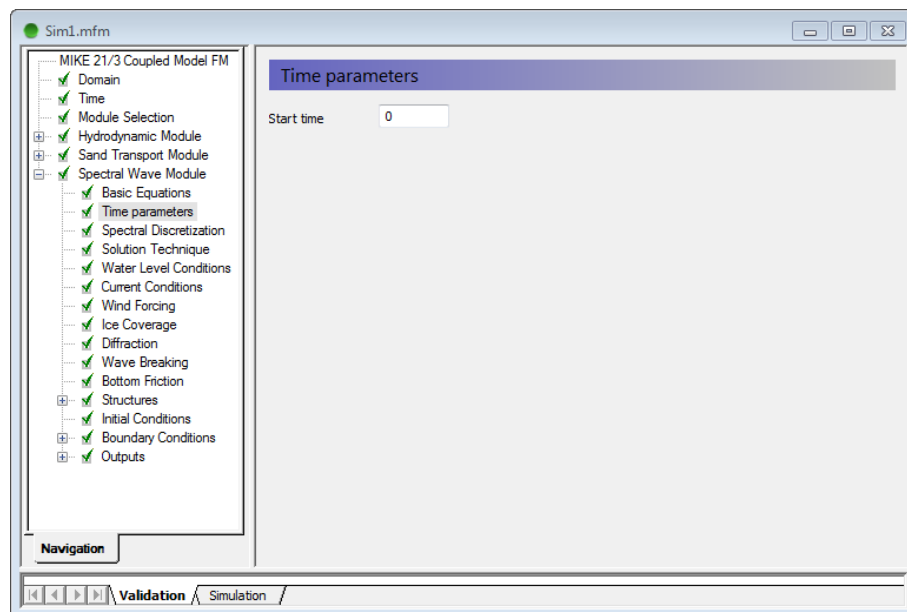 Sim1.mfm
MIKE 21/3 Coupled Model FM
Domain
Time
Module Selection
Hydrodynamic Module
Sand Transport Module
Spectral Wave Module
Basic Equations
Time parameters
Spectral Discretization
Solution Technique
Water Level Conditions
Current Conditions
Wind Forcing
Ice Coverage
Diffraction
Wave Breaking
Bottom Friction
Structures
Initial Conditions
Boundary Conditions
Outputs
Navigation
Time parameters
Start time 0
Validation Simulation